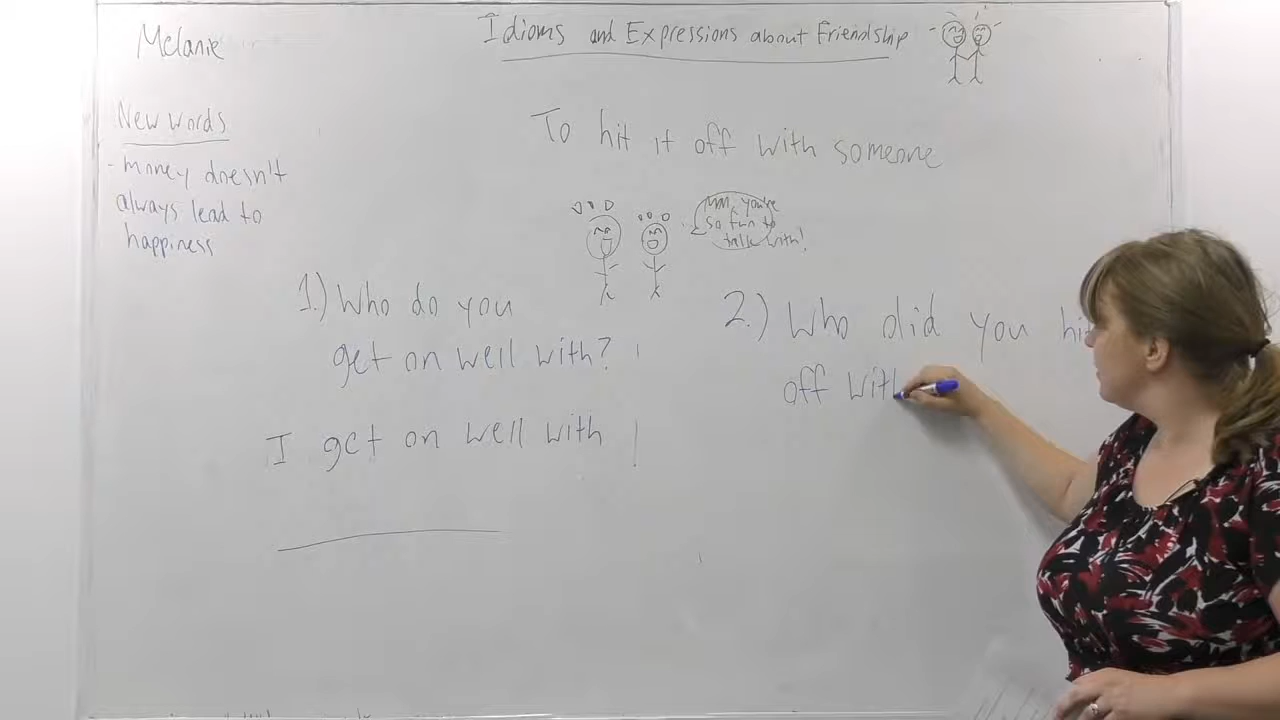 Melanie
Idioms and Expressions about Friendship
New words
- money doesn't
always lead to
happiness
To hit it off with someone
you're
so fun to
talk with!
1.) Who do you
get on well with?
I get on well with
2.) Who did you
off with